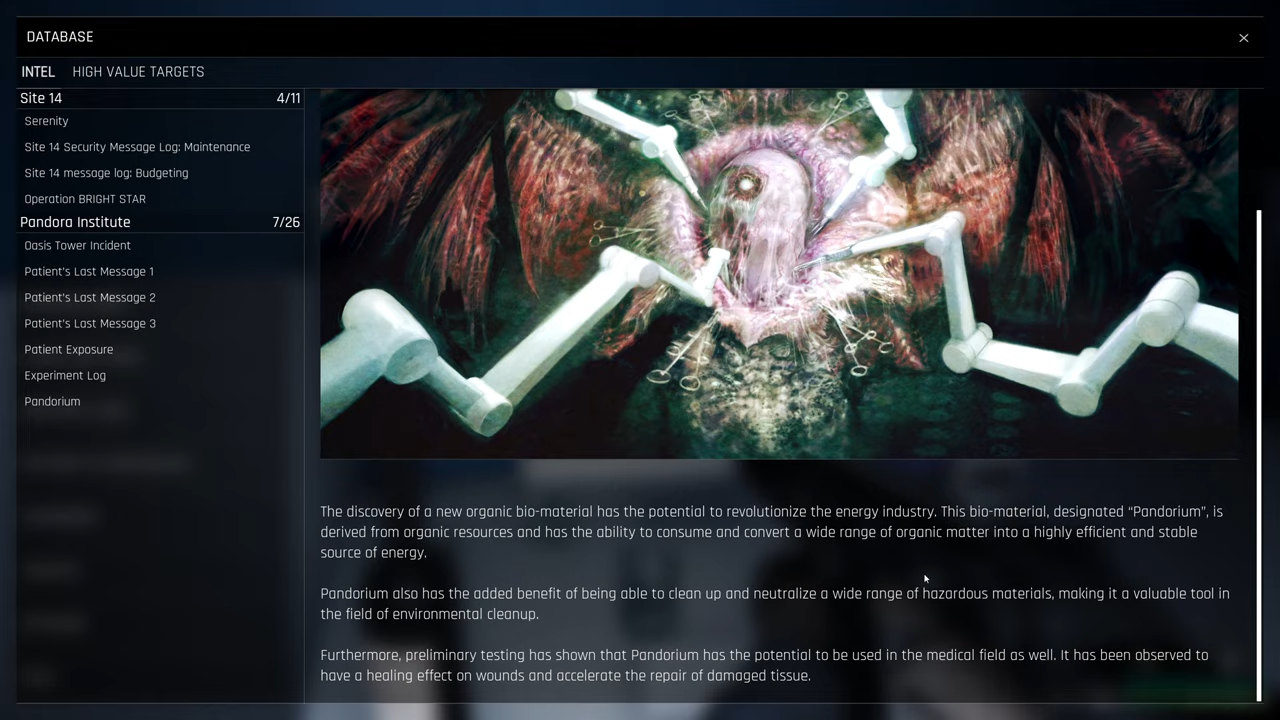 DATABASE
INTEL HIGH VALUE TARGETS
Site 14 4/11
Serenity
Site 14 Security Message Log: Maintenance
Site 14 message log: Budgeting
Operation BRIGHT STAR
Pandora Institute 7/26
Oasis Tower Incident
Patient's Last Message 1
Patient's Last Message 2
Patient's Last Message 3
Patient Exposure
Experiment Log
Pandorium
The discovery of a new organic bio-material has the potential to revolutionize the energy industry. This bio-material, designated “Pandorium”, is
derived from organic resources and has the ability to consume and convert a wide range of organic matter into a highly efficient and stable
source of energy.
Pandorium also has the added benefit of being able to clean up and neutralize a wide range of hazardous materials, making it a valuable tool in
the field of environmental cleanup.
Furthermore, preliminary testing has shown that Pandorium has the potential to be used in the medical field as well. It has been observed to
have a healing effect on wounds and accelerate the repair of damaged tissue.